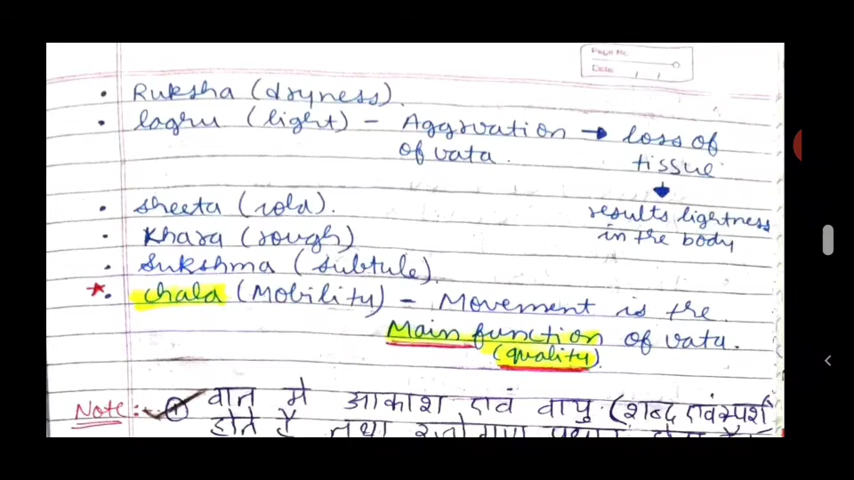 Page No.
Date / /
• Ruksha (dryness).
• laghu (light) - Aggrvation → loss of
of vata. tissue
↓
• Sheeta (cold). results lightness
• Khara (rough) in the body
• Sukshma (subtule).
• Chala (Mobility) - Movement is the
Main function of vata.
(quality)
Note :- ① वात मे आकाश एवं वायु (शब्द एवं स्पर्श
होते है तथा